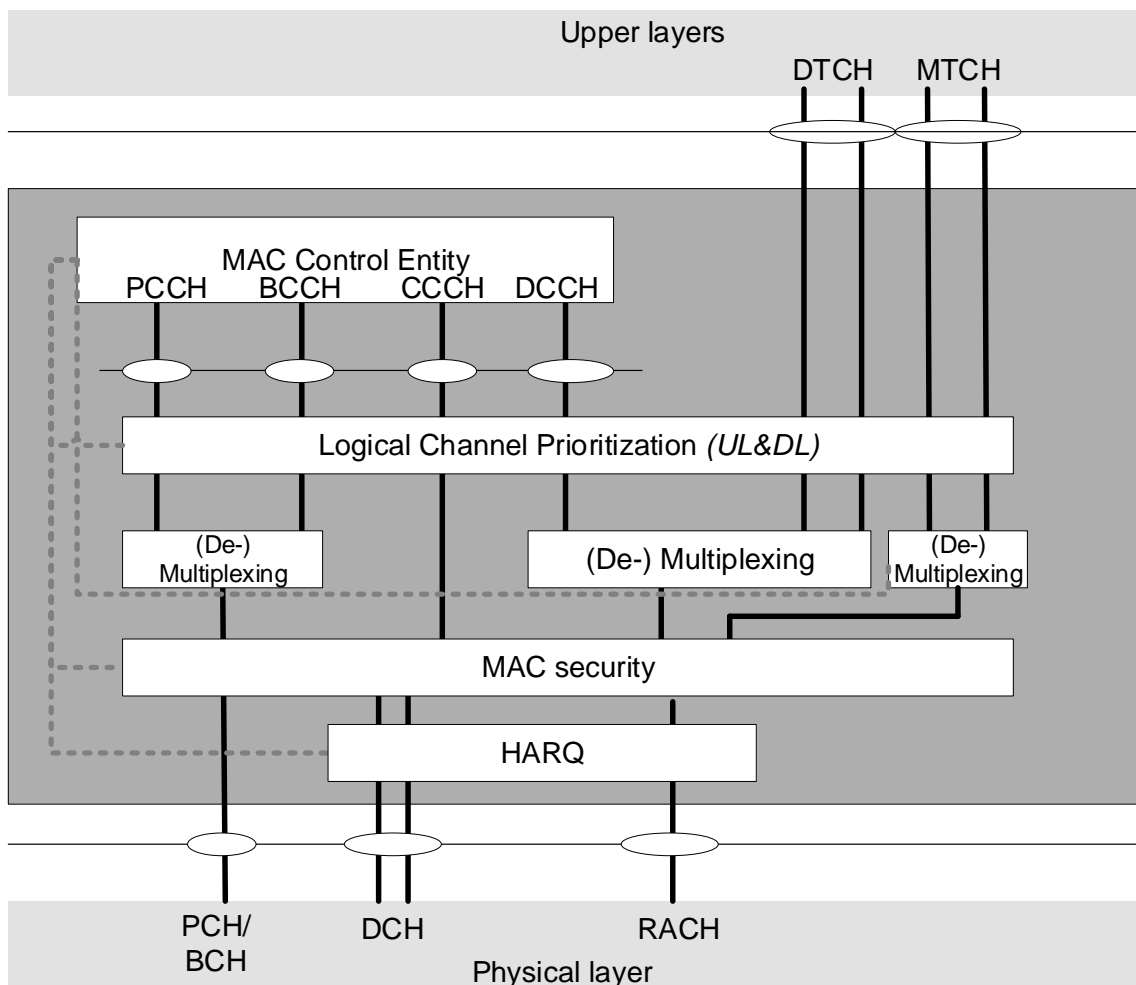 Upper layers
DTCH MTCH
MAC Control Entity
PCCH BCCH CCCH DCCH
Logical Channel Prioritization (UL&DL)
(De-)
Multiplexing
(De-) Multiplexing
(De-)
Multiplexing
MAC security
HARQ
PCH/
BCH
DCH
RACH
Physical layer